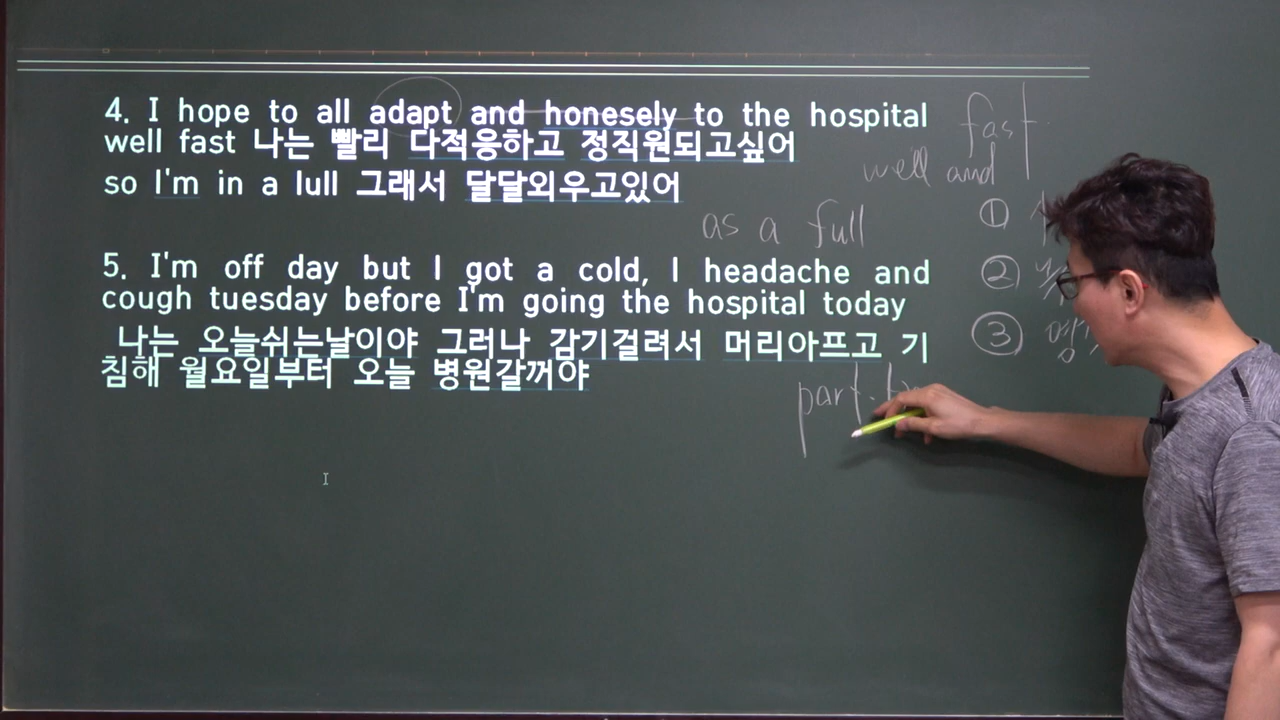 4. I hope to all adapt and honesely to the hospital
well fast 나는 빨리 다적응하고 정직원되고싶어
so I'm in a lull 그래서 달달외우고있어
5. I'm off day but I got a cold, I headache and
cough tuesday before I'm going the hospital today
나는 오늘쉬는날이야 그러나 감기걸려서 머리아프고 기
침해 월요일부터 오늘 병원갈꺼야
fast
well and
as a full
①
②
③
part